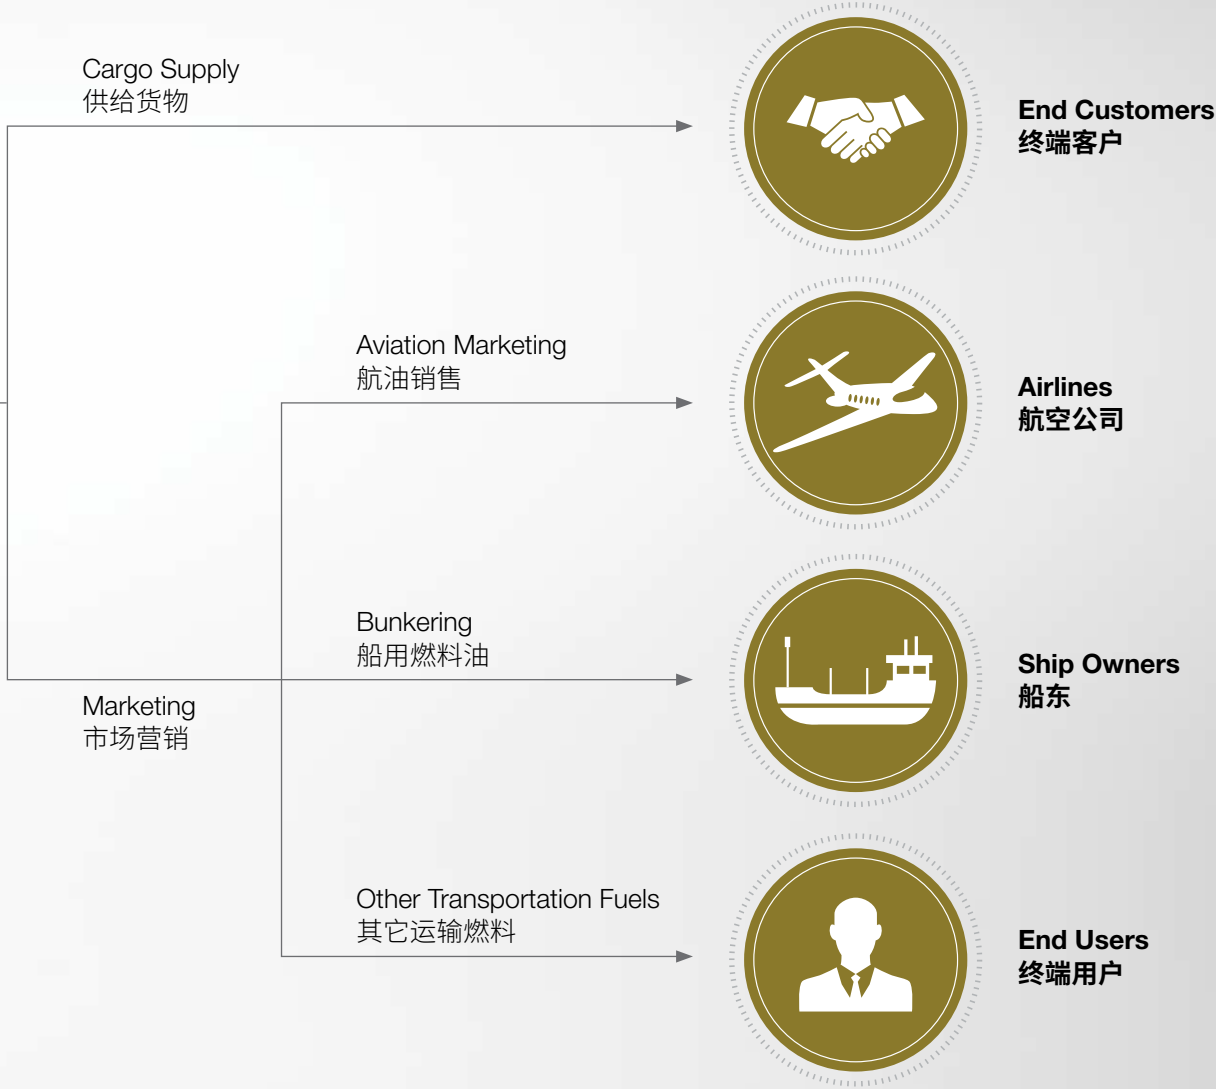 Cargo Supply
供给货物
End Customers
终端客户
Aviation Marketing
航油销售
Airlines
航空公司
Bunkering
船用燃料油
Ship Owners
船东
Marketing
市场营销
Other Transportation Fuels
其它运输燃料
End Users
终端用户